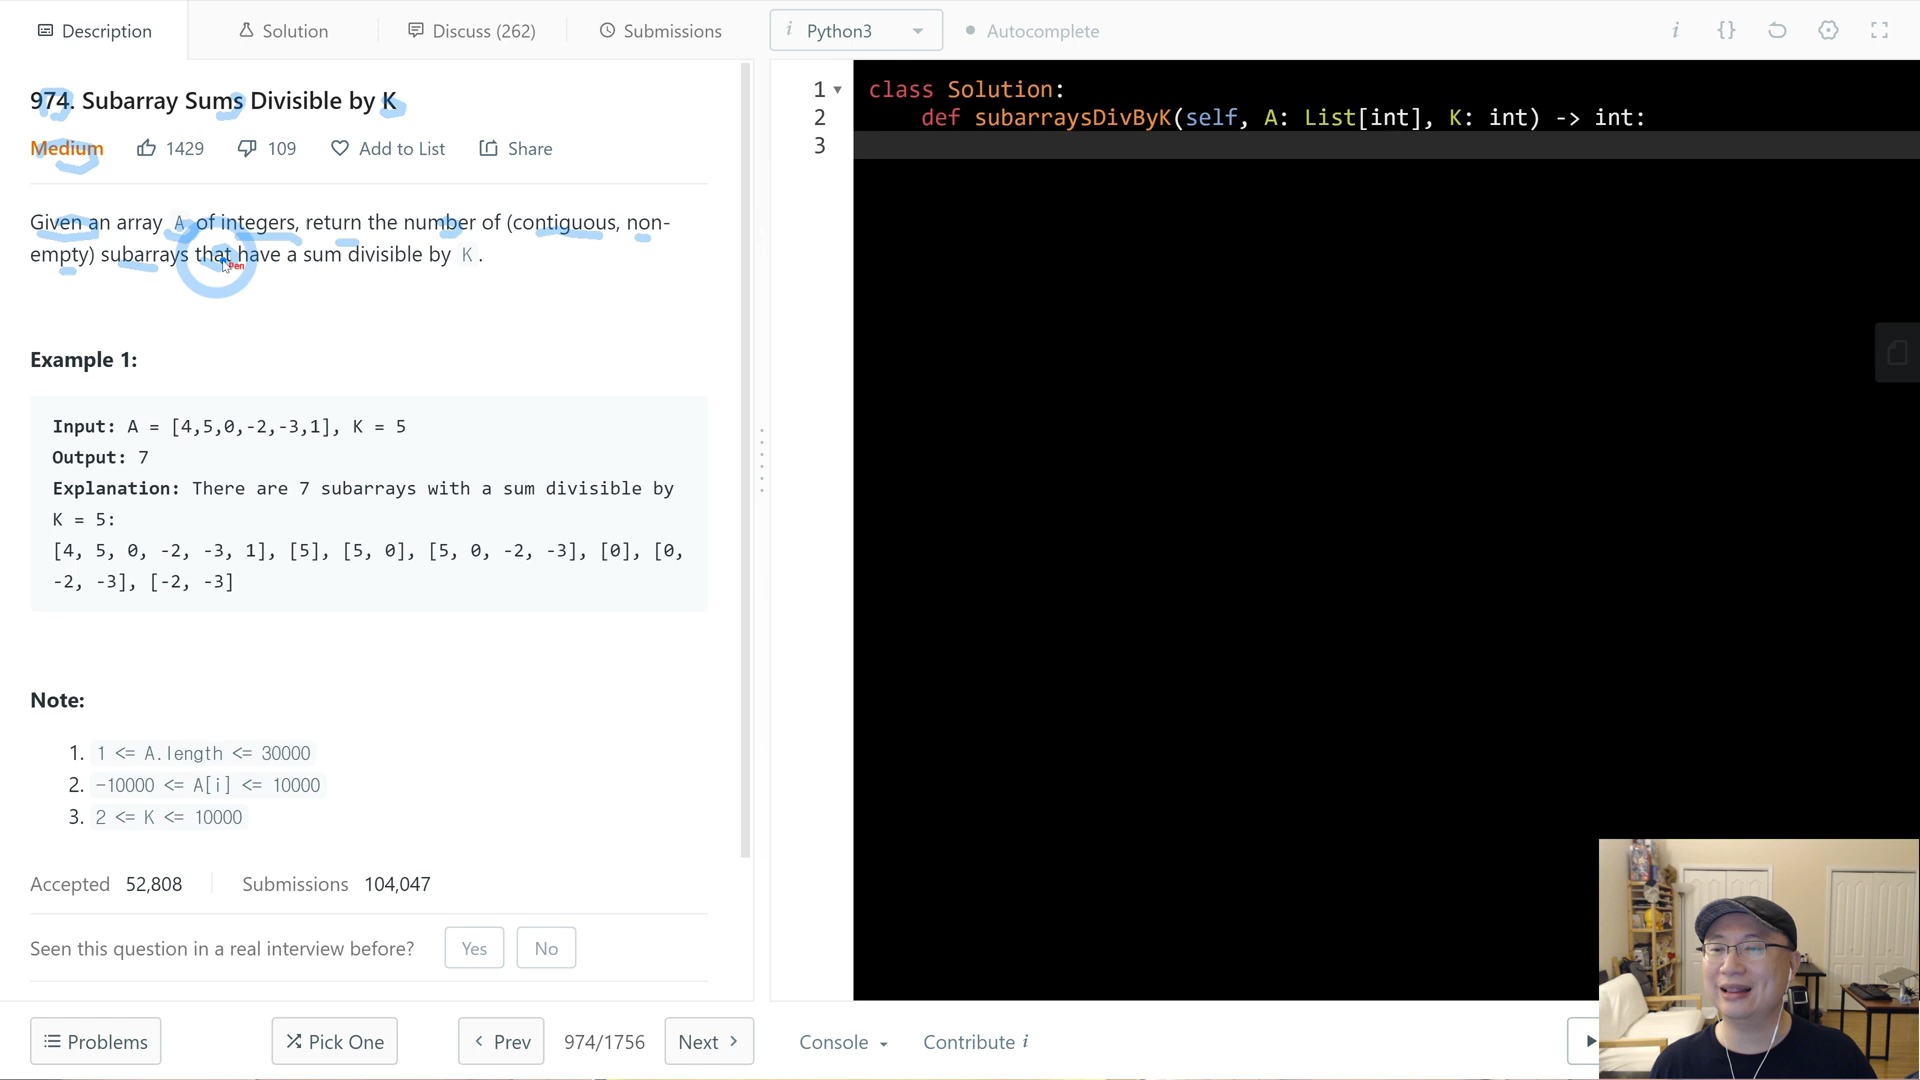 Description
Solution
Discuss (262)
Submissions
i Python3
Autocomplete
i {}
974. Subarray Sums Divisible by K
Medium 1429 109 Add to List Share
Given an array A of integers, return the number of (contiguous, non-
empty) subarrays that have a sum divisible by K .
Pen
Example 1:
Input: A = [4,5,0,-2,-3,1], K = 5
Output: 7
Explanation: There are 7 subarrays with a sum divisible by
K = 5:
[4, 5, 0, -2, -3, 1], [5], [5, 0], [5, 0, -2, -3], [0], [0,
-2, -3], [-2, -3]
Note:
1. 1 <= A.length <= 30000
2. -10000 <= A[i] <= 10000
3. 2 <= K <= 10000
Accepted 52,808 Submissions 104,047
Seen this question in a real interview before? Yes No
Problems
Pick One
Prev
974/1756
Next
1 class Solution:
2 def subarraysDivByK(self, A: List[int], K: int) -> int:
3
Console
Contribute i